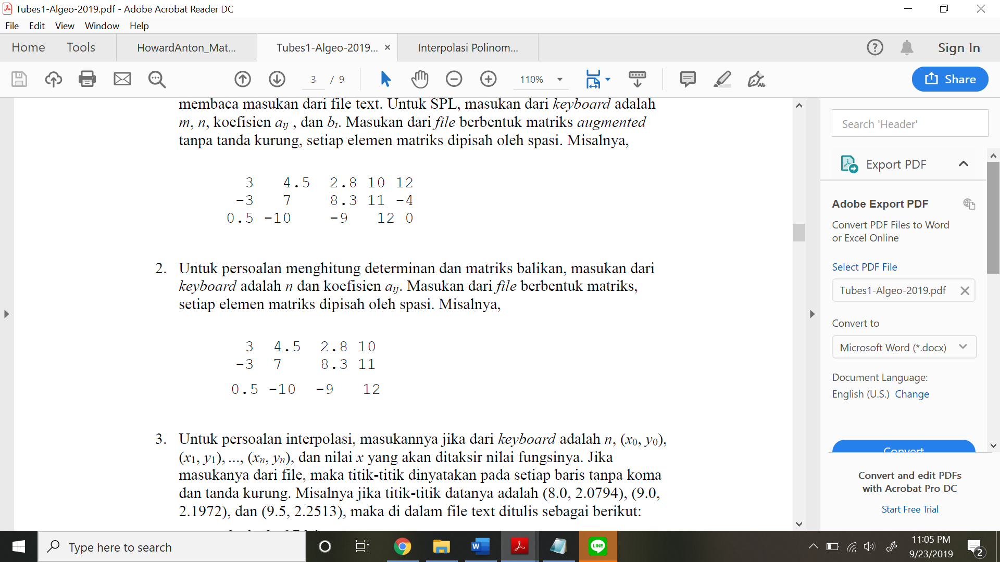 Tubes1-Algeo-2019.pdf - Adobe Acrobat Reader DC
File Edit View Window Help
Home Tools HowardAnton_Mat... Tubes1-Algeo-2019... × Interpolasi Polinom... Sign In
3 / 9 110% Share
membaca masukan dari file text. Untuk SPL, masukan dari keyboard adalah
m, n, koefisien aij , dan bi. Masukan dari file berbentuk matriks augmented
tanpa tanda kurung, setiap elemen matriks dipisah oleh spasi. Misalnya,
3 4.5 2.8 10 12
-3 7 8.3 11 -4
0.5 -10 -9 12 0
2. Untuk persoalan menghitung determinan dan matriks balikan, masukan dari
keyboard adalah n dan koefisien aij. Masukan dari file berbentuk matriks,
setiap elemen matriks dipisah oleh spasi. Misalnya,
3 4.5 2.8 10
-3 7 8.3 11
0.5 -10 -9 12
3. Untuk persoalan interpolasi, masukannya jika dari keyboard adalah n, (x0, y0),
(x1, y1), ..., (xn, yn), dan nilai x yang akan ditaksir nilai fungsinya. Jika
masukanya dari file, maka titik-titik dinyatakan pada setiap baris tanpa koma
dan tanda kurung. Misalnya jika titik-titik datanya adalah (8.0, 2.0794), (9.0,
2.1972), dan (9.5, 2.2513), maka di dalam file text ditulis sebagai berikut:
Search 'Header'
Export PDF
Adobe Export PDF
Convert PDF Files to Word
or Excel Online
Select PDF File
Tubes1-Algeo-2019.pdf
Convert to
Microsoft Word (*.docx)
Document Language:
English (U.S.) Change
Convert
Convert and edit PDFs
with Acrobat Pro DC
Start Free Trial
Type here to search
W
LINE
11:05 PM
9/23/2019
2